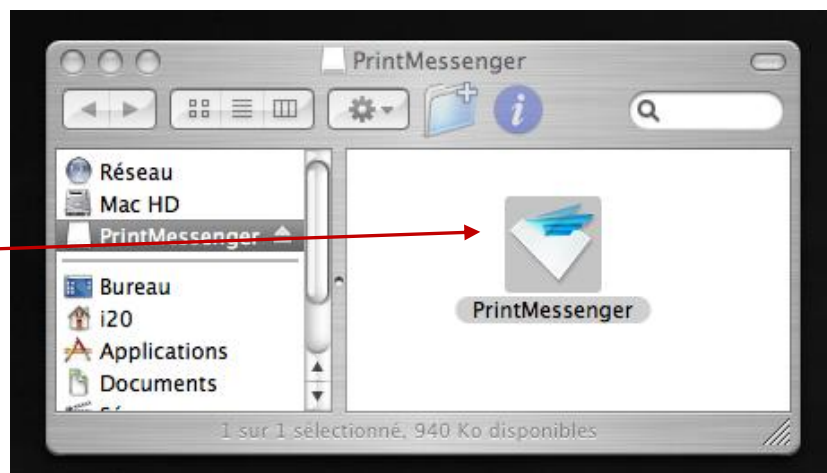 PrintMessenger
Réseau
Mac HD
PrintMessenger
Bureau
i20
Applications
Documents
PrintMessenger
1 sur 1 sélectionné, 940 Ko disponibles